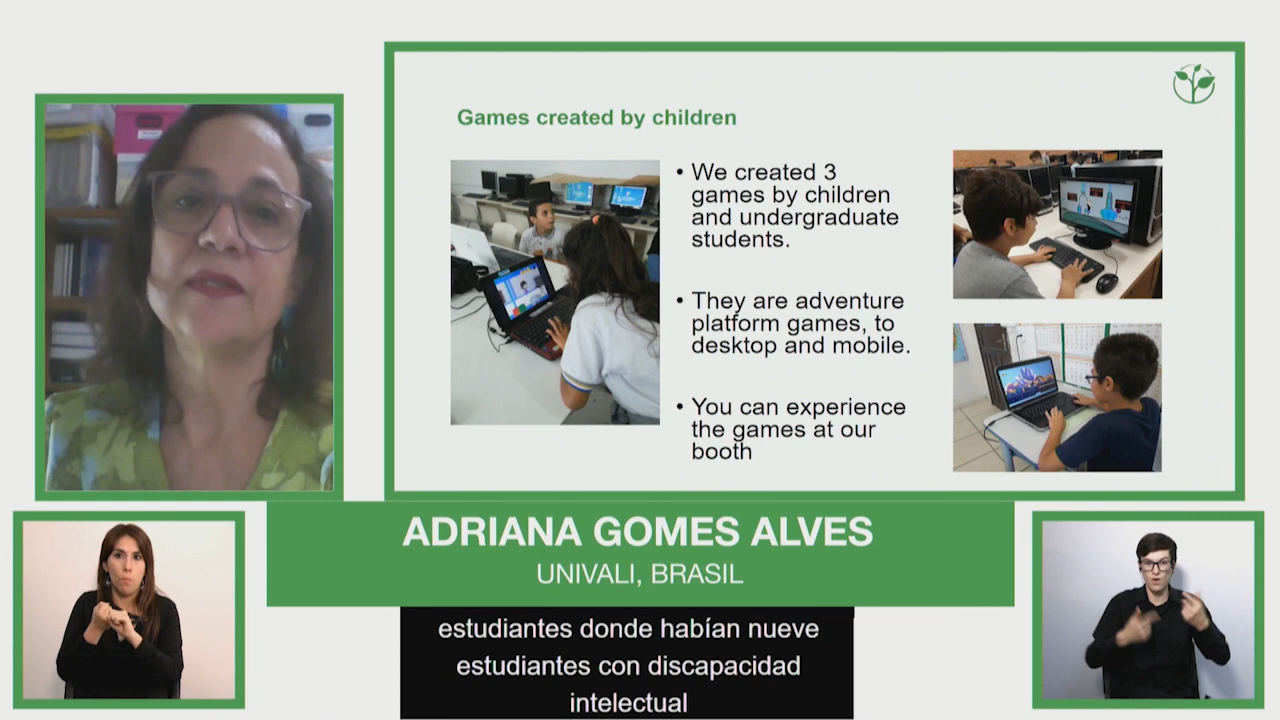 Games created by children
• We created 3
games by children
and undergraduate
students.
• They are adventure
platform games, to
desktop and mobile.
• You can experience
the games at our
booth
ADRIANA GOMES ALVES
UNIVALI, BRASIL
estudiantes donde habían nueve
estudiantes con discapacidad
intelectual